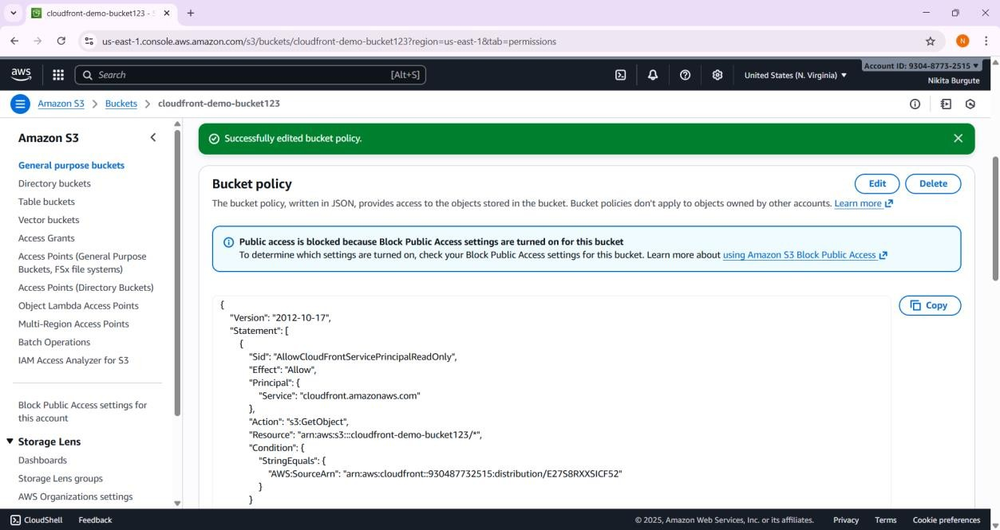 cloudfront-demo-bucket123 - S
us-east-1.console.aws.amazon.com/s3/buckets/cloudfront-demo-bucket123?region=us-east-1&tab=permissions
N
aws
Search
[Alt+S]
United States (N. Virginia)
Account ID: 9304-8773-2515
Nikita Burgute
Amazon S3
Buckets
cloudfront-demo-bucket123
Amazon S3
General purpose buckets
Directory buckets
Table buckets
Vector buckets
Access Grants
Access Points (General Purpose
Buckets, FSx file systems)
Access Points (Directory Buckets)
Object Lambda Access Points
Multi-Region Access Points
Batch Operations
IAM Access Analyzer for S3
Block Public Access settings for
this account
Storage Lens
Dashboards
Storage Lens groups
AWS Organizations settings
Successfully edited bucket policy.
Bucket policy
Edit
Delete
The bucket policy, written in JSON, provides access to the objects stored in the bucket. Bucket policies don't apply to objects owned by other accounts. Learn more
Public access is blocked because Block Public Access settings are turned on for this bucket
To determine which settings are turned on, check your Block Public Access settings for this bucket. Learn more about using Amazon S3 Block Public Access
Copy
{
"Version": "2012-10-17",
"Statement": [
{
"Sid": "AllowCloudFrontServicePrincipalReadOnly",
"Effect": "Allow",
"Principal": {
"Service": "cloudfront.amazonaws.com"
},
"Action": "s3:GetObject",
"Resource": "arn:aws:s3:::cloudfront-demo-bucket123/*",
"Condition": {
"StringEquals": {
"AWS:SourceArn": "arn:aws:cloudfront::930487732515:distribution/E27S8RXXSICF52"
}
}
CloudShell
Feedback
© 2025, Amazon Web Services, Inc. or its affiliates.
Privacy
Terms
Cookie preferences